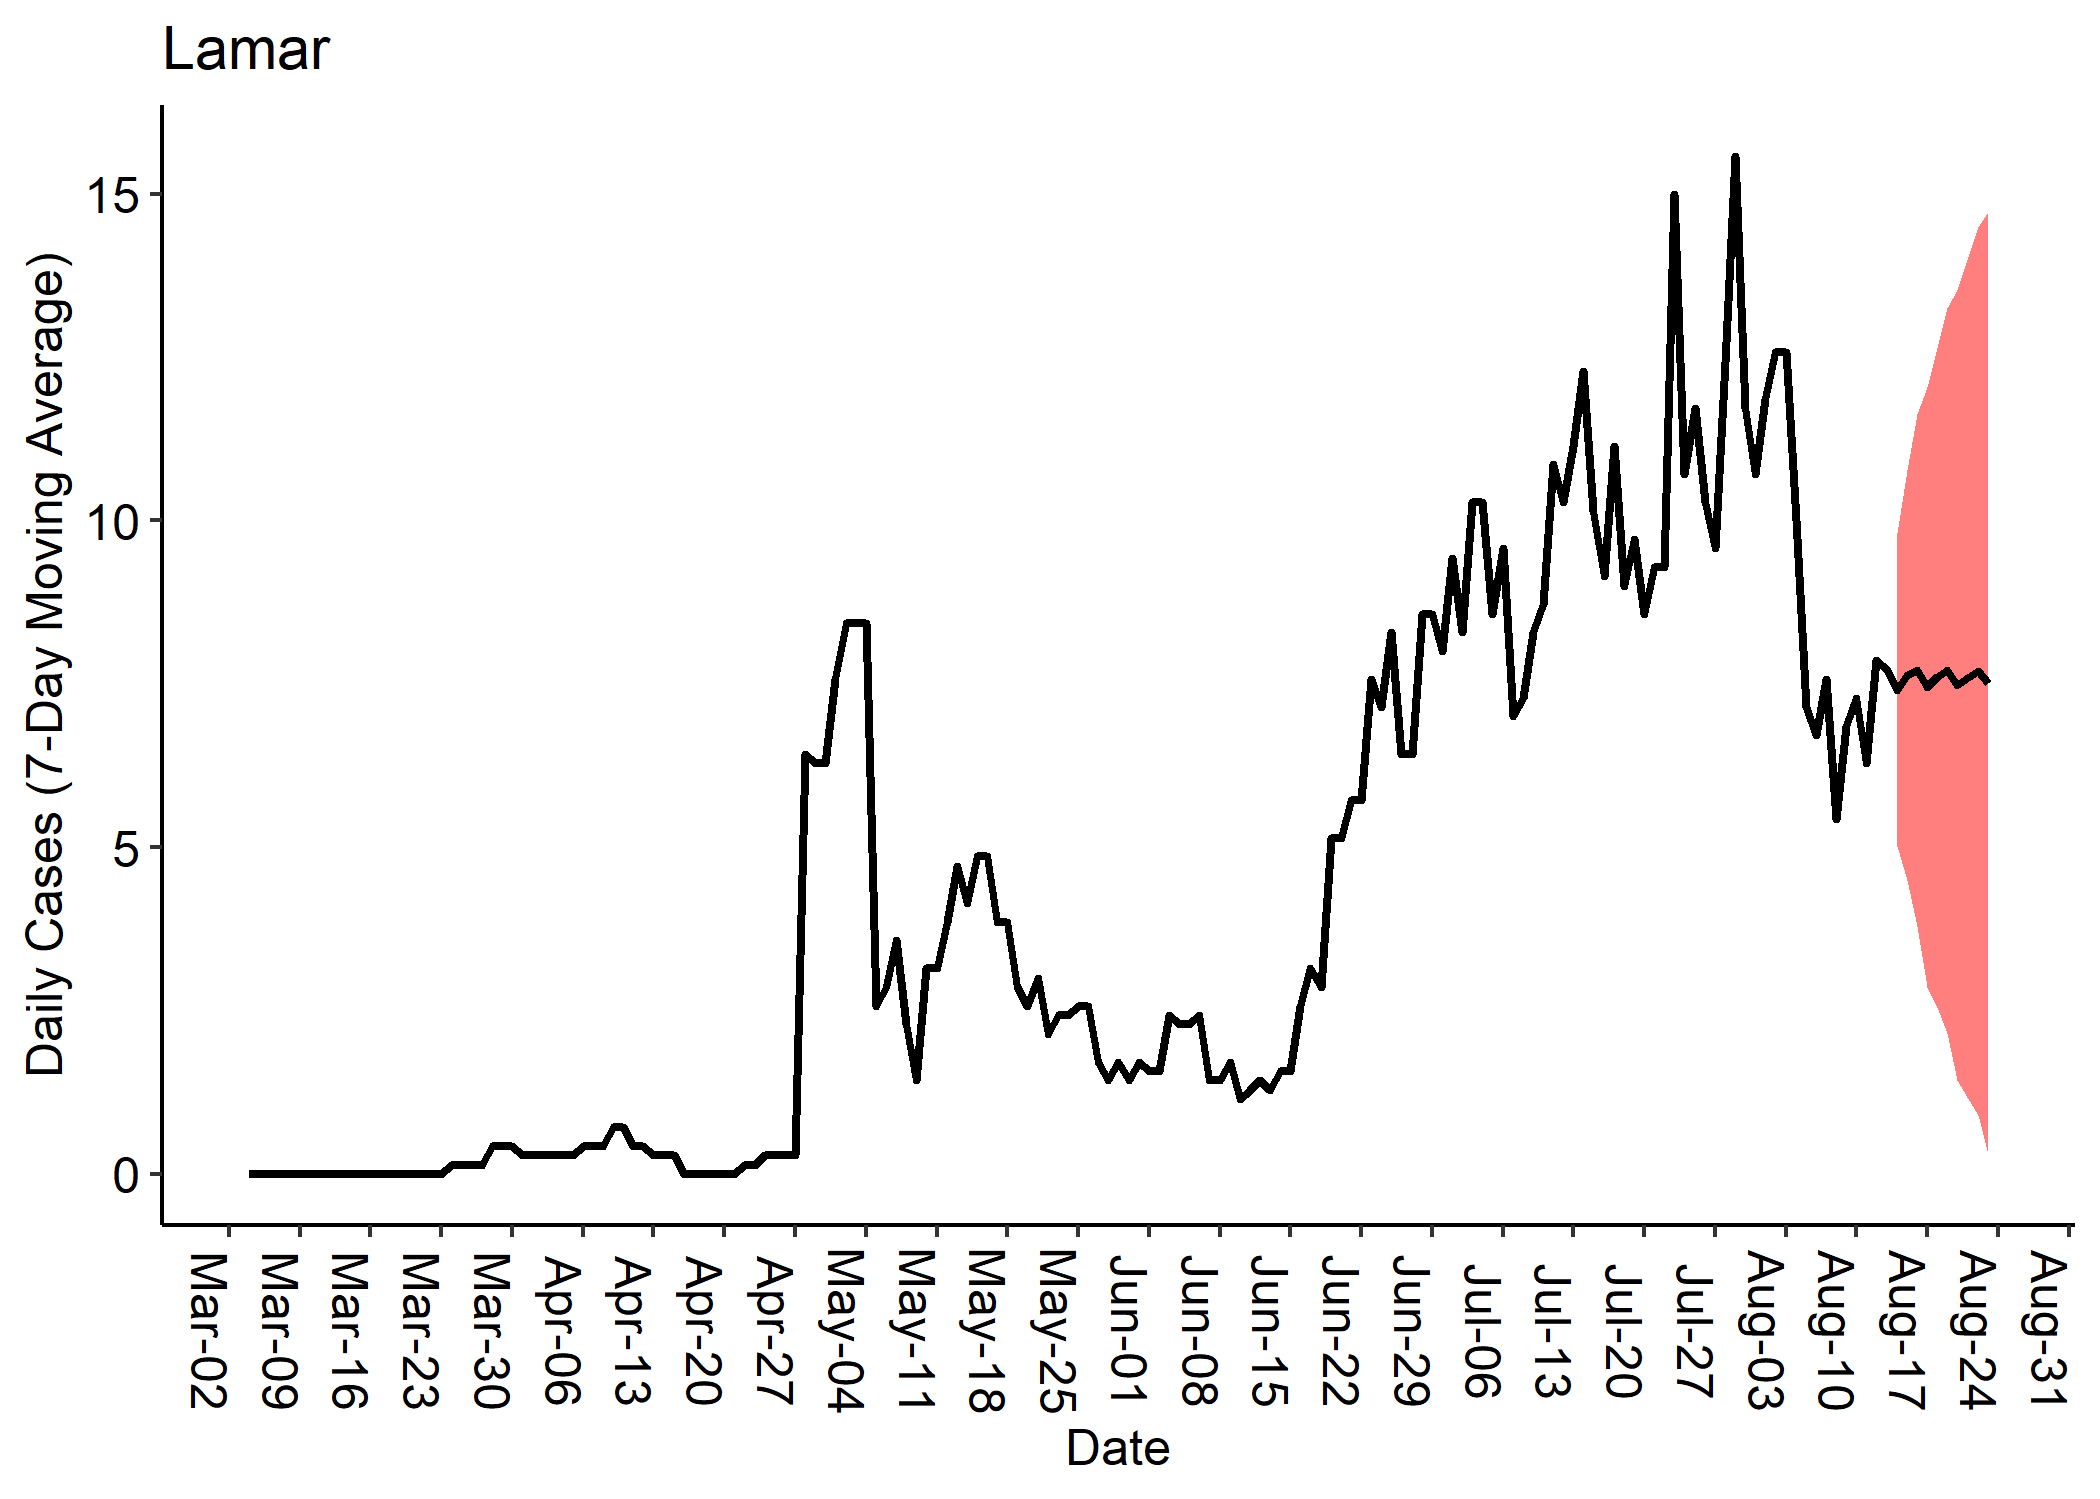 Lamar
Daily Cases (7-Day Moving Average)
15
10
5
0
Mar-02
Mar-09
Mar-16
Mar-23
Mar-30
Apr-06
Apr-13
Apr-20
Apr-27
May-04
May-11
May-18
May-25
Jun-01
Jun-08
Jun-15
Jun-22
Jun-29
Jul-06
Jul-13
Jul-20
Jul-27
Aug-03
Aug-10
Aug-17
Aug-24
Aug-31
Date